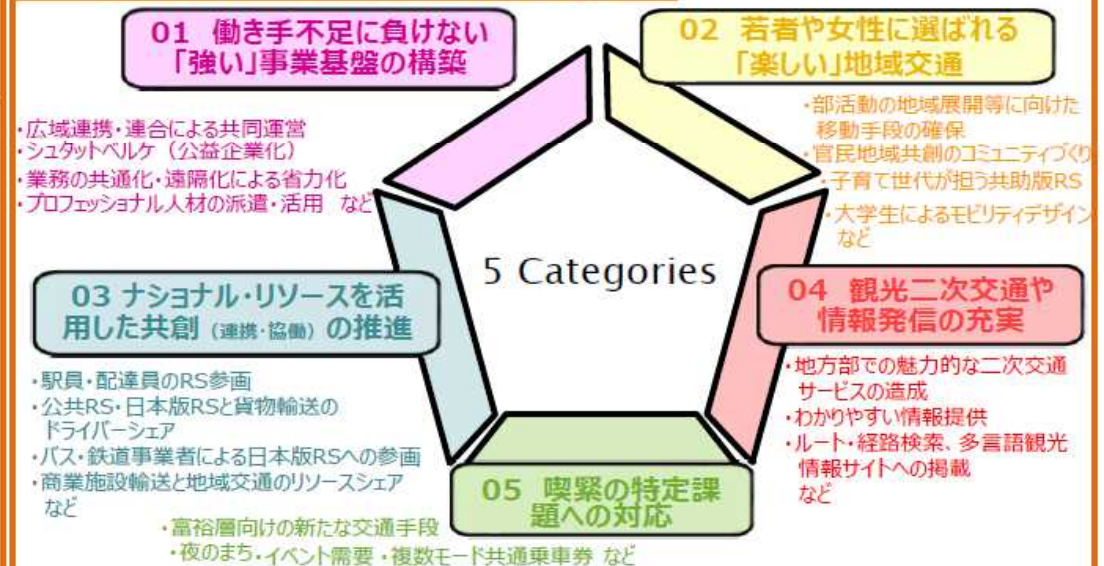 01 働き手不足に負けない
「強い」事業基盤の構築
・広域連携・連合による共同運営
・シュタットベルケ（公益企業化）
・業務の共通化・遠隔化による省力化
・プロフェッショナル人材の派遣・活用 など
02 若者や女性に選ばれる
「楽しい」地域交通
・部活動の地域展開等に向けた
移動手段の確保
・官民地域共創のコミュニティづくり
・子育て世代が担う共助版RS
・大学生によるモビリティデザイン
など
5 Categories
03 ナショナル・リソースを活
用した共創（連携・協働）の推進
・駅員・配達員のRS参画
・公共RS・日本版RSと貨物輸送の
ドライバーシェア
・バス・鉄道事業者による日本版RSへの参画
・商業施設輸送と地域交通のリソースシェア
など
04 観光二次交通や
情報発信の充実
・地方部での魅力的な二次交通
サービスの造成
・わかりやすい情報提供
・ルート・経路検索、多言語観光
情報サイトへの掲載
など
05 喫緊の特定課
題への対応
・富裕層向けの新たな交通手段
・夜のまち・イベント需要・複数モード共通乗車券 など